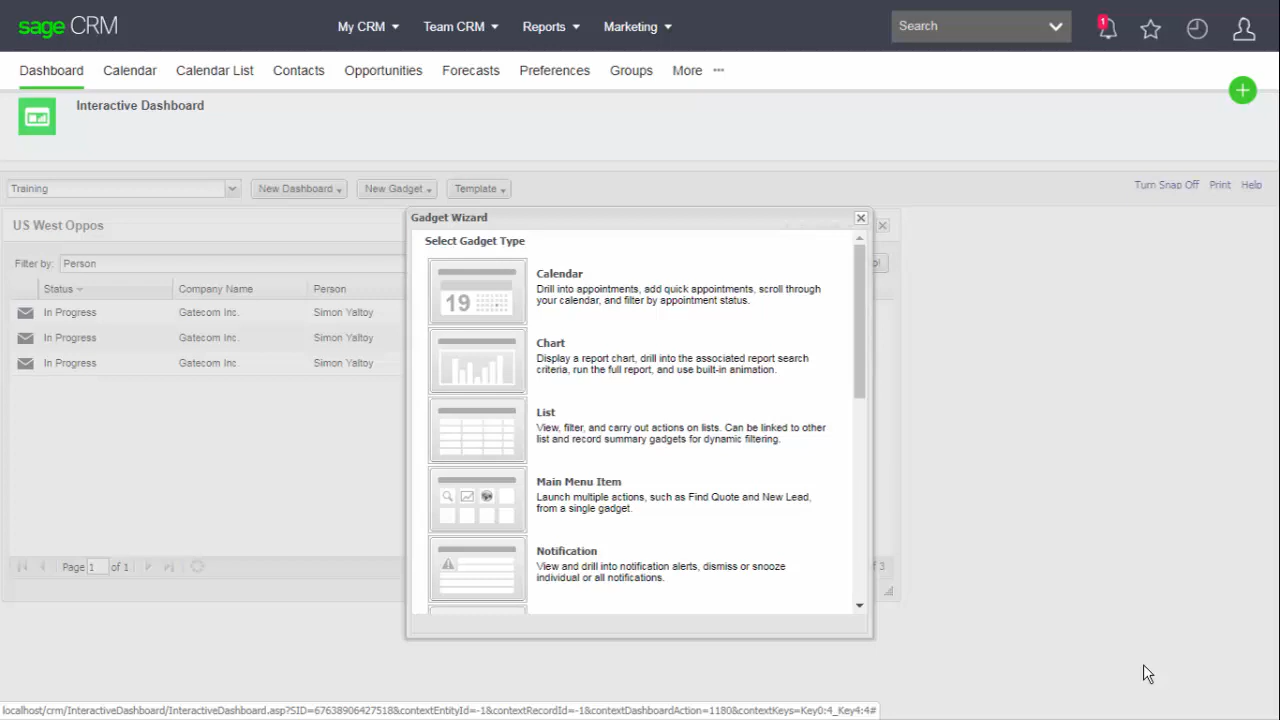 sage CRM
My CRM Team CRM Reports Marketing Search 1
Dashboard Calendar Calendar List Contacts Opportunities Forecasts Preferences Groups More
Interactive Dashboard
Training New Dashboard New Gadget Template Turn Snap Off Print Help
US West Oppos
Filter by: Person
Status Company Name Person
In Progress Gatecom Inc. Simon Yaltoy
In Progress Gatecom Inc. Simon Yaltoy
In Progress Gatecom Inc. Simon Yaltoy
Page 1 of 1
of 3
Gadget Wizard
Select Gadget Type
19
Calendar
Drill into appointments, add quick appointments, scroll through
your calendar, and filter by appointment status.
Chart
Display a report chart, drill into the associated report search
criteria, run the full report, and use built-in animation.
List
View, filter, and carry out actions on lists. Can be linked to other
list and record summary gadgets for dynamic filtering.
Main Menu Item
Launch multiple actions, such as Find Quote and New Lead,
from a single gadget.
Notification
View and drill into notification alerts, dismiss or snooze
individual or all notifications.
localhost/crm/InteractiveDashboard/InteractiveDashboard.asp?SID=67638906427518&contextEntityId=-1&contextRecordId=-1&contextDashboardAction=1180&contextKeys=Key0:4_Key4:4#